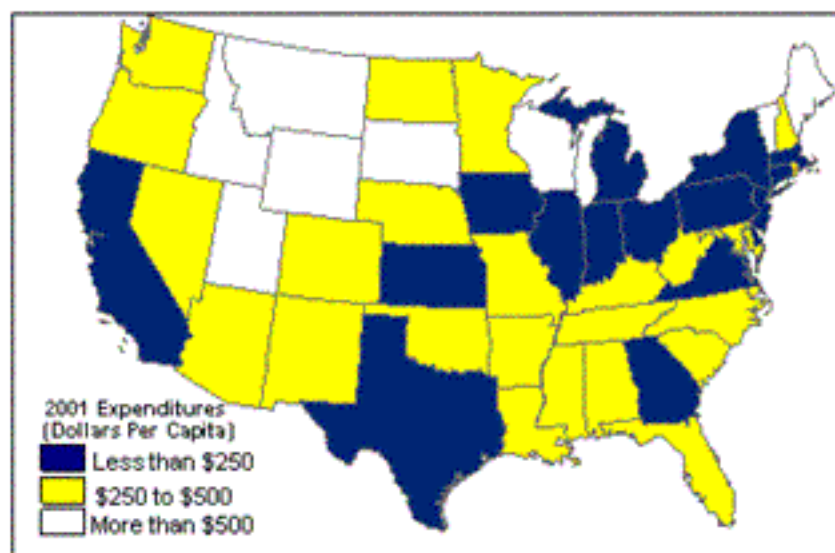 2001 Expenditures
(Dollars Per Capita)
Less than $250
$250 to $500
More than $500